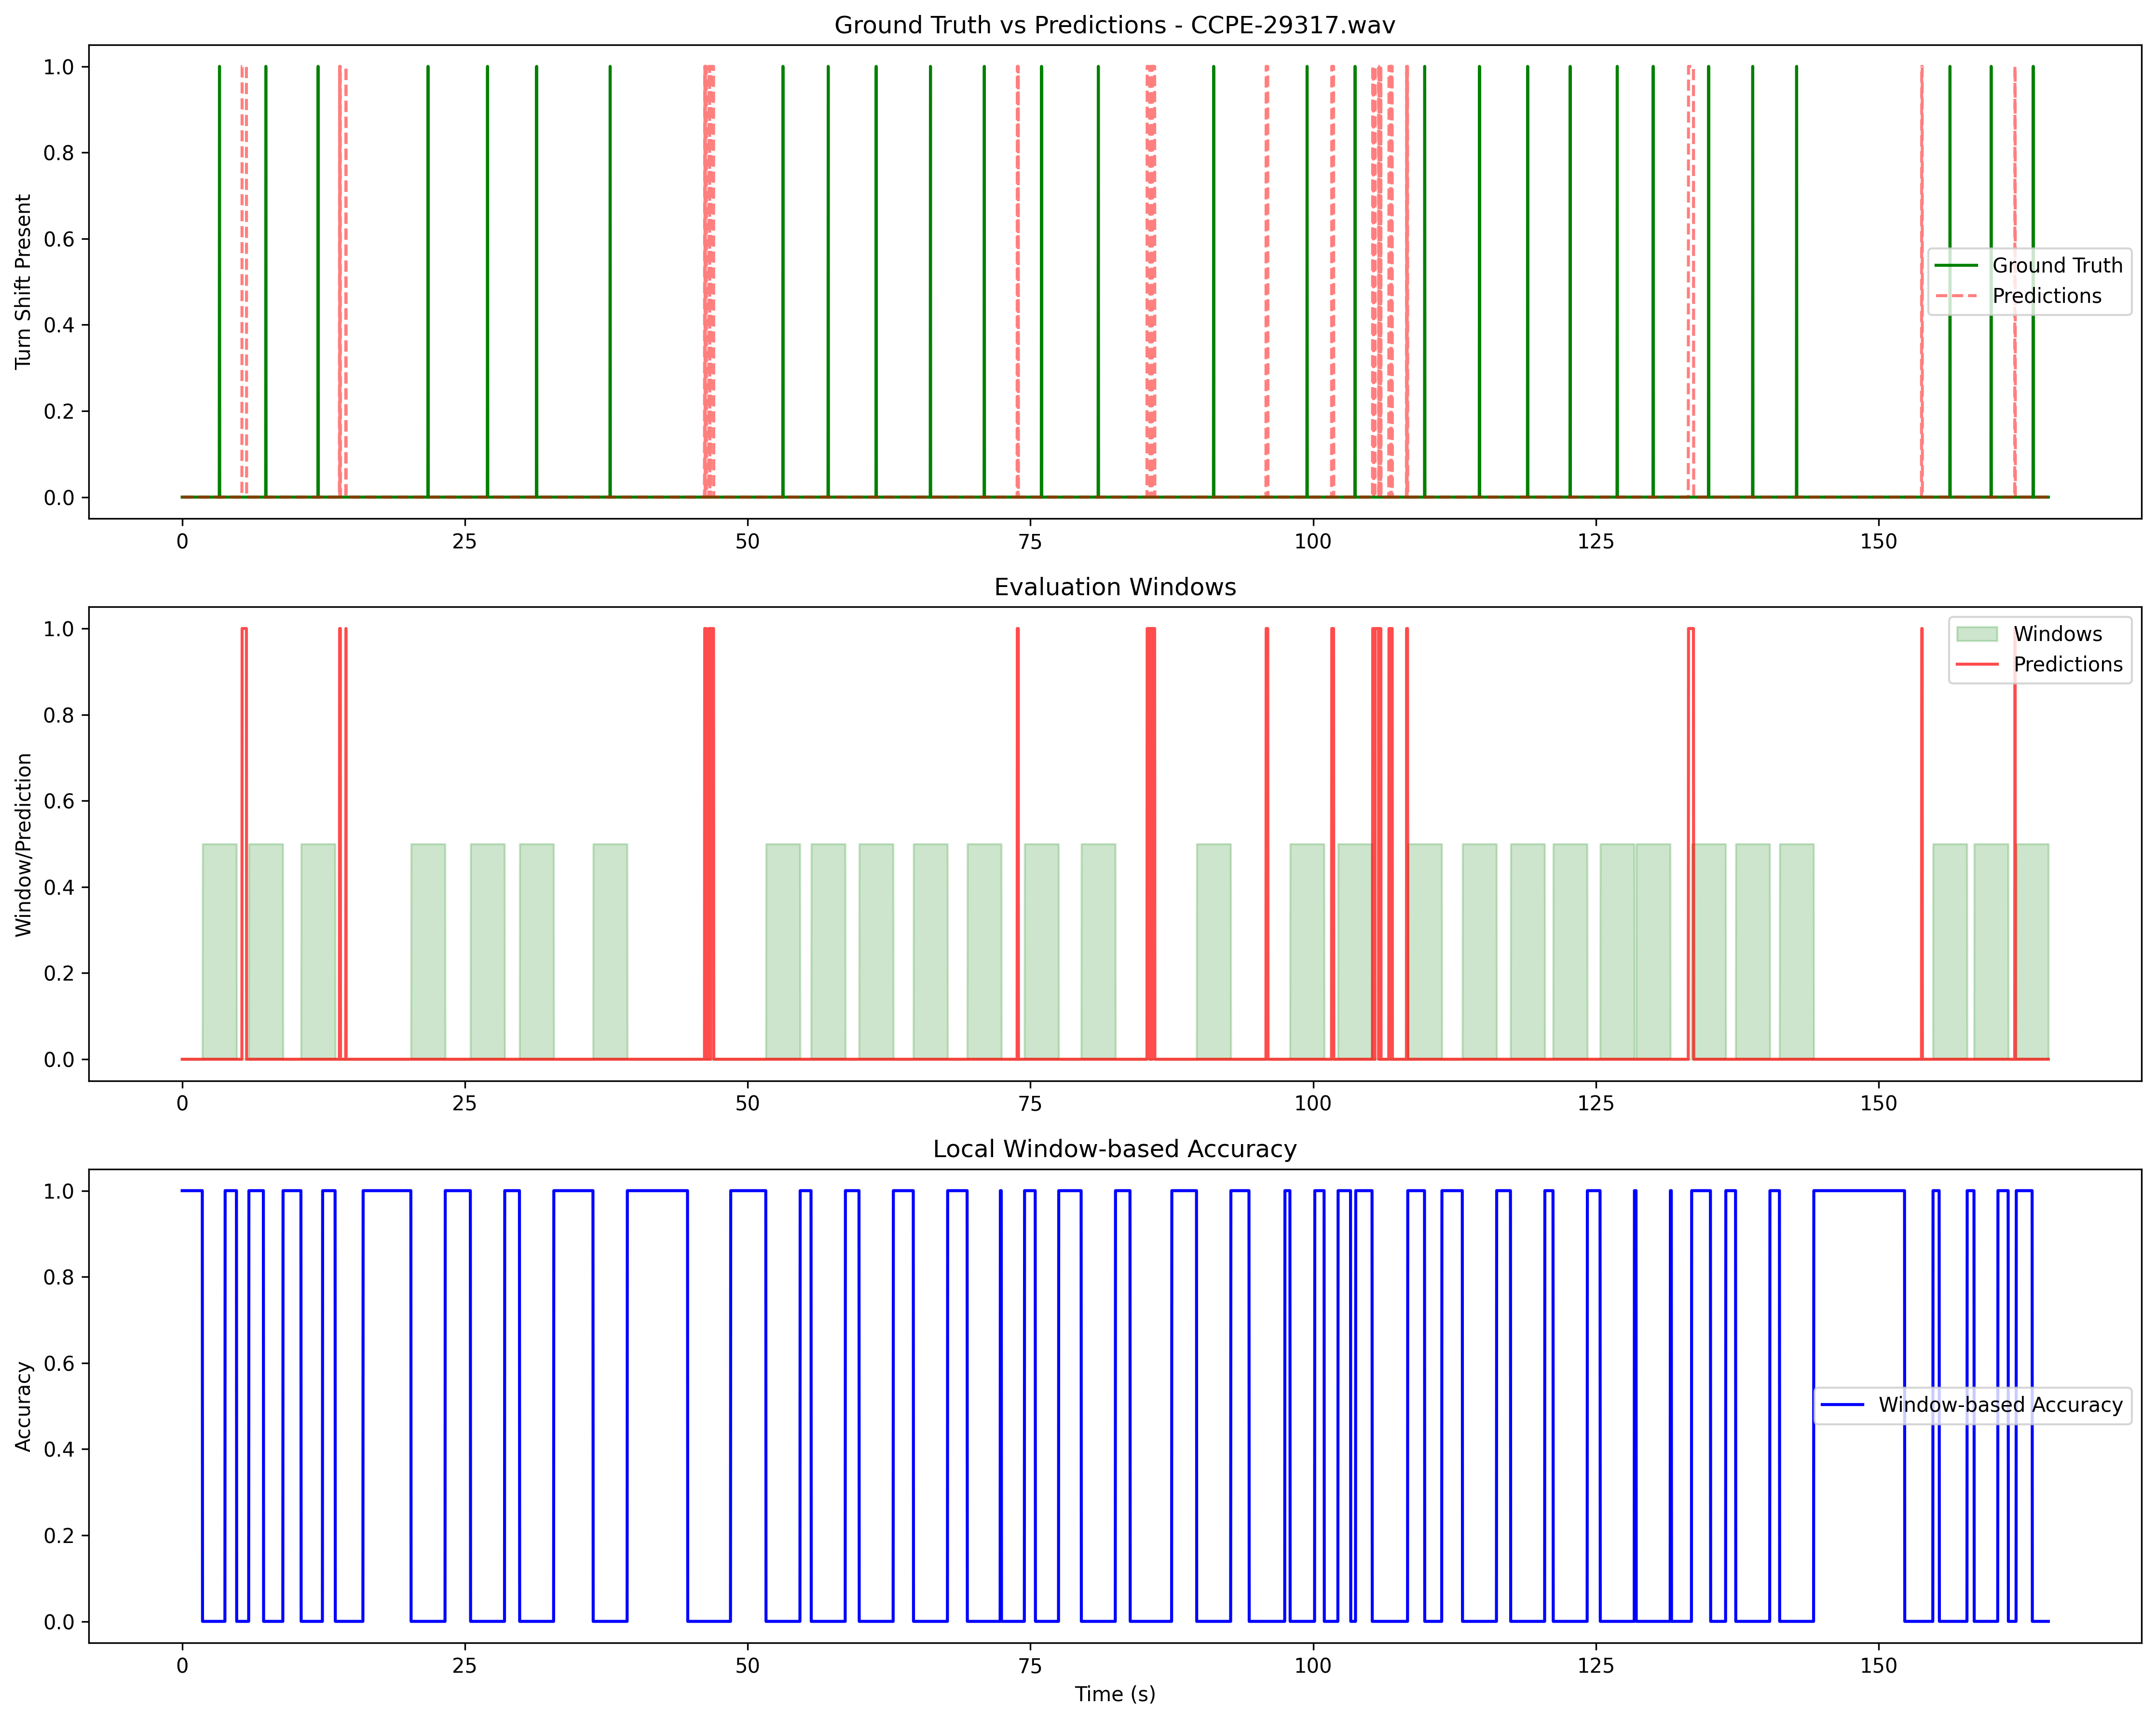 Ground Truth vs Predictions - CCPE-29317.wav
Turn Shift Present
1.0
0.8
0.6
0.4
0.2
0.0
Ground Truth
Predictions
0 25 50 75 100 125 150
Evaluation Windows
Window/Prediction
1.0
0.8
0.6
0.4
0.2
0.0
Windows
Predictions
0 25 50 75 100 125 150
Local Window-based Accuracy
Accuracy
1.0
0.8
0.6
0.4
0.2
0.0
Window-based Accuracy
0 25 50 75 100 125 150
Time (s)